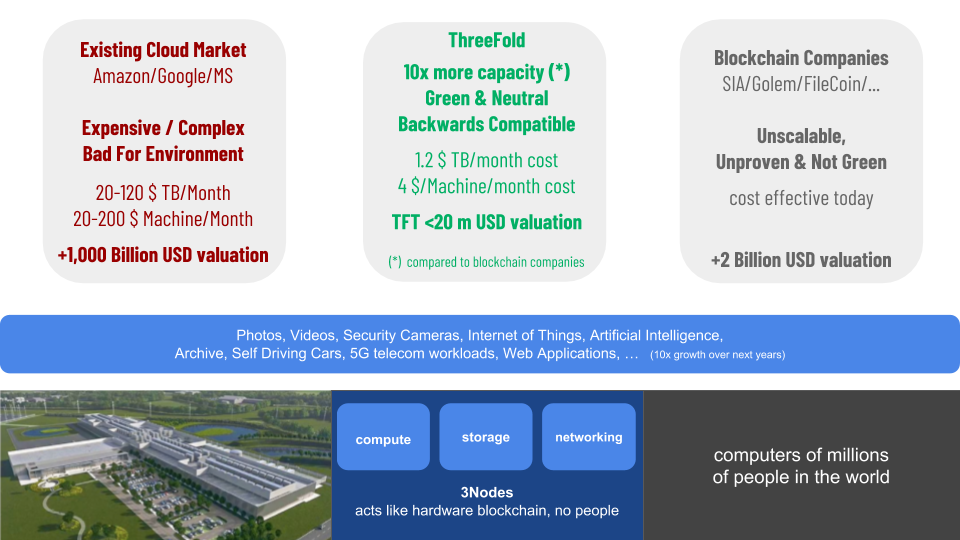 Existing Cloud Market
Amazon/Google/MS
Expensive / Complex
Bad For Environment
20-120 $ TB/Month
20-200 $ Machine/Month
+1,000 Billion USD valuation
ThreeFold
10x more capacity (*)
Green & Neutral
Backwards Compatible
1.2 $ TB/month cost
4 $/Machine/month cost
TFT <20 m USD valuation
(*) compared to blockchain companies
Blockchain Companies
SIA/Golem/FileCoin/...
Unscalable,
Unproven & Not Green
cost effective today
+2 Billion USD valuation
Photos, Videos, Security Cameras, Internet of Things, Artificial Intelligence,
Archive, Self Driving Cars, 5G telecom workloads, Web Applications, … (10x growth over next years)
compute
storage
networking
3Nodes
acts like hardware blockchain, no people
computers of millions
of people in the world